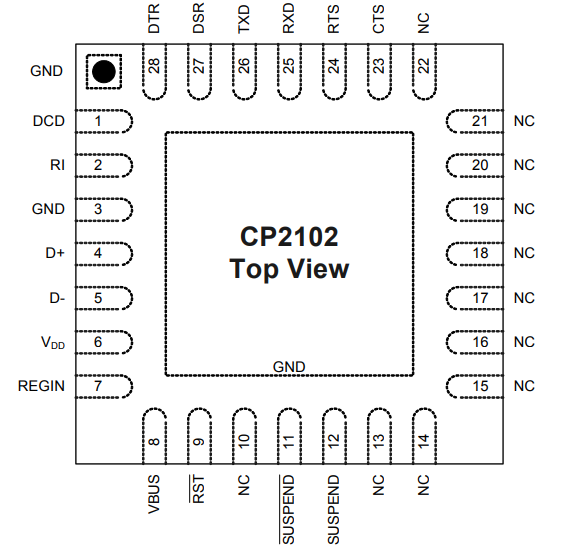 DTR DSR TXD RXD RTS CTS NC
28 27 26 25 24 23 22
GND
DCD 1 21 NC
RI 2 20 NC
GND 3 19 NC
D+ 4 18 NC
D- 5 17 NC
VDD 6 16 NC
REGIN 7 15 NC
CP2102
Top View
GND
8 9 10 11 12 13 14
VBUS RST NC SUSPEND SUSPEND NC NC